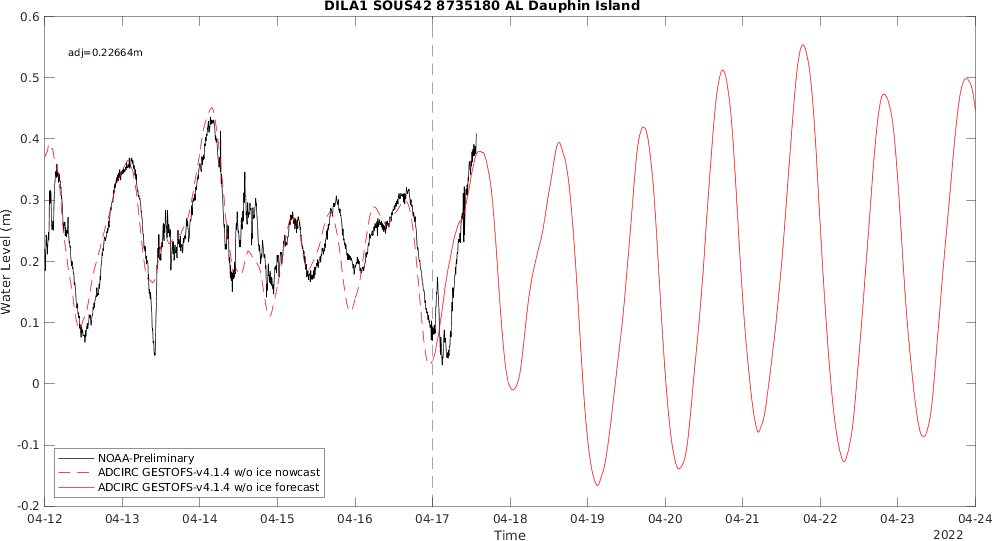 DILA1 SOUS42 8735180 AL Dauphin Island
adj=0.22664m
0.6
0.5
0.4
0.3
0.2
0.1
0
-0.1
-0.2
Water Level (m)
NOAA-Preliminary
ADCIRC GESTOFS-v4.1.4 w/o ice nowcast
ADCIRC GESTOFS-v4.1.4 w/o ice forecast
04-12 04-13 04-14 04-15 04-16 04-17 04-18 04-19 04-20 04-21 04-22 04-23 04-24
Time
2022